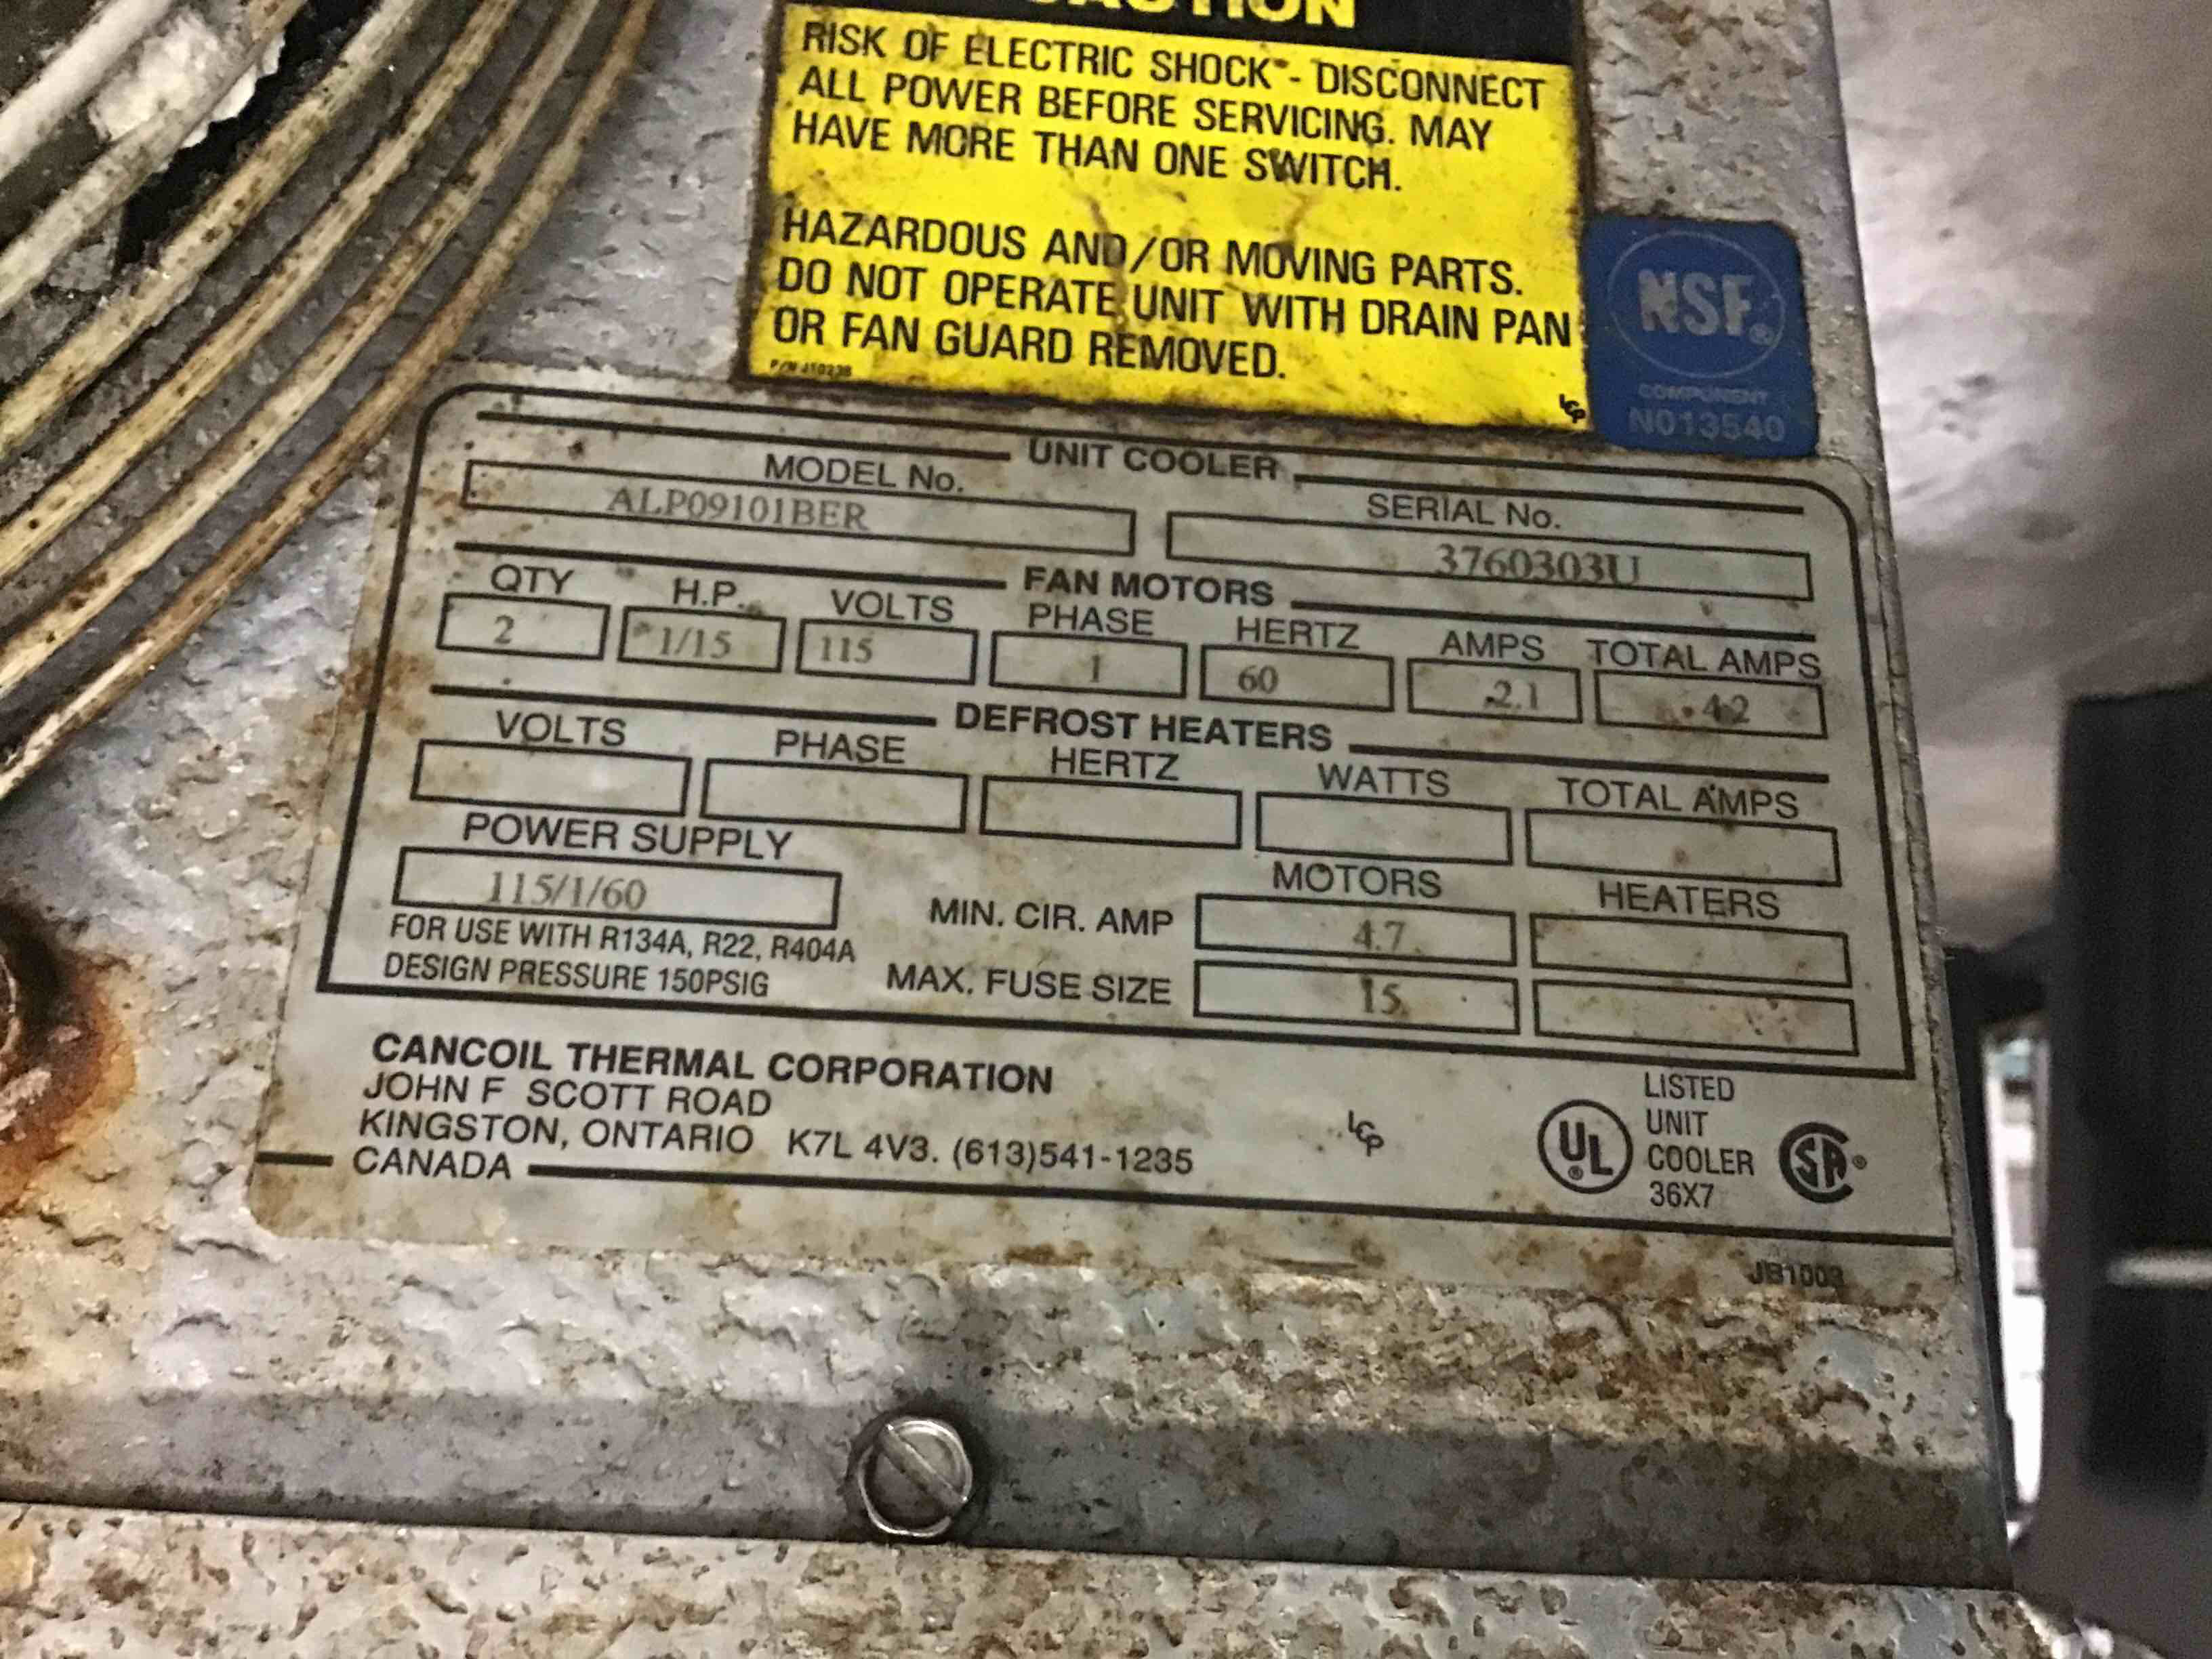 CAUTION
RISK OF ELECTRIC SHOCK - DISCONNECT
ALL POWER BEFORE SERVICING. MAY
HAVE MORE THAN ONE SWITCH.
HAZARDOUS AND/OR MOVING PARTS.
DO NOT OPERATE UNIT WITH DRAIN PAN
OR FAN GUARD REMOVED.
LCP
NSF®
COMPONENT
N013540
UNIT COOLER
MODEL No. SERIAL No.
ALP09101BER 3760303U
FAN MOTORS
QTY H.P. VOLTS PHASE HERTZ AMPS TOTAL AMPS
2 1/15 115 1 60 2.1 4.2
DEFROST HEATERS
VOLTS PHASE HERTZ WATTS TOTAL AMPS
POWER SUPPLY MOTORS HEATERS
115/1/60 MIN. CIR. AMP 4.7
FOR USE WITH R134A, R22, R404A
DESIGN PRESSURE 150PSIG MAX. FUSE SIZE 15
CANCOIL THERMAL CORPORATION
JOHN F SCOTT ROAD
KINGSTON, ONTARIO K7L 4V3. (613)541-1235
CANADA
LCP
UL®
LISTED
UNIT
COOLER
36X7
SA®